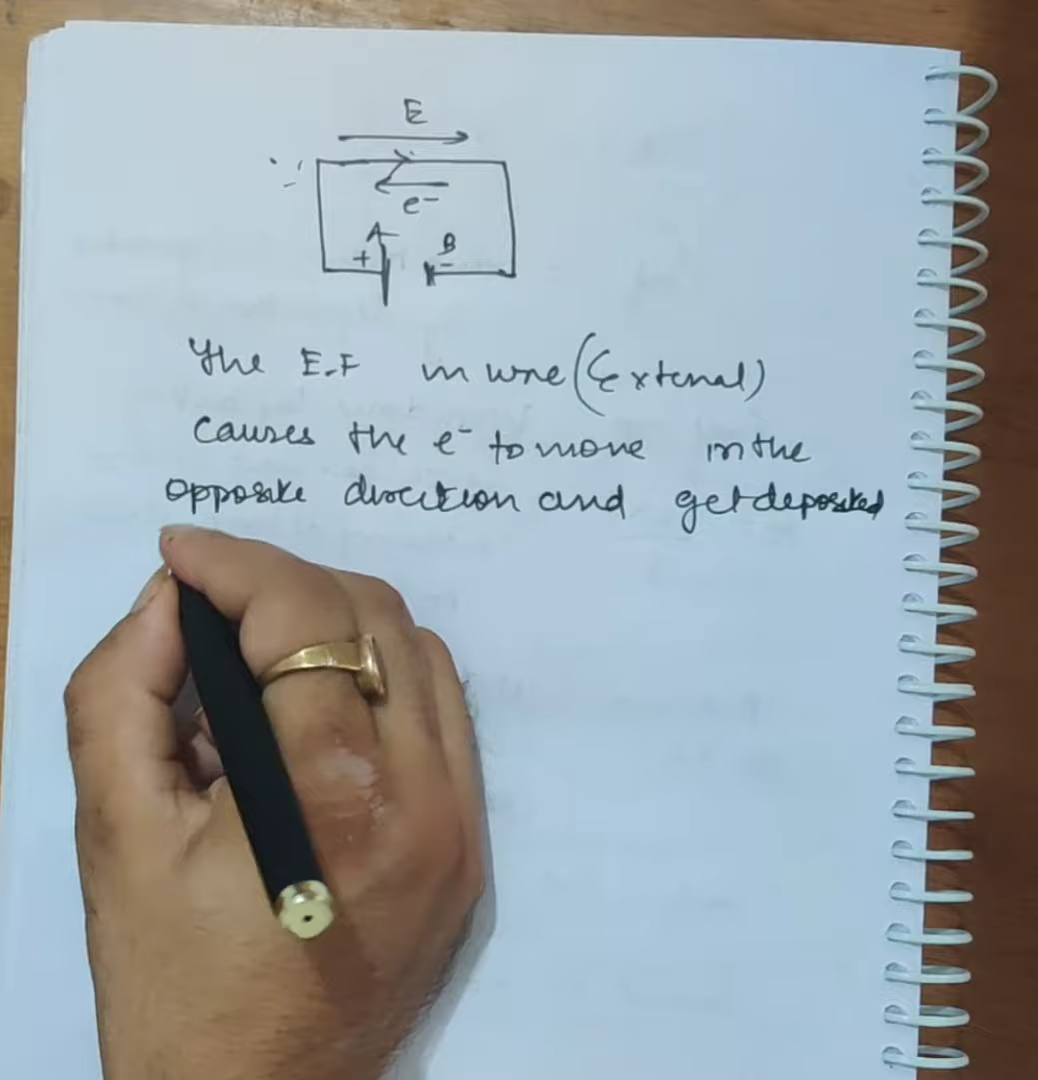 E
e-
A
B
+ -
The E.F in wire (External)
causes the e- to move in the
opposite direction and get deposited